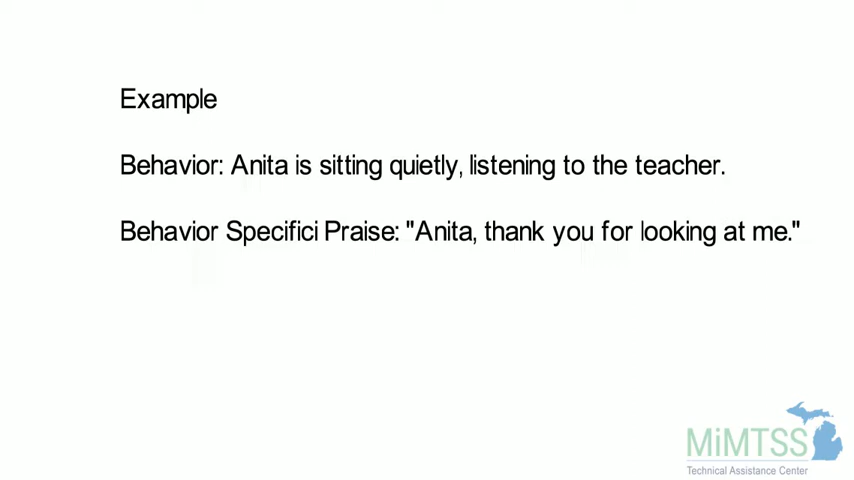 Example
Behavior: Anita is sitting quietly, listening to the teacher.
Behavior Specifici Praise: "Anita, thank you for looking at me."
MiMTSS
Technical Assistance Center